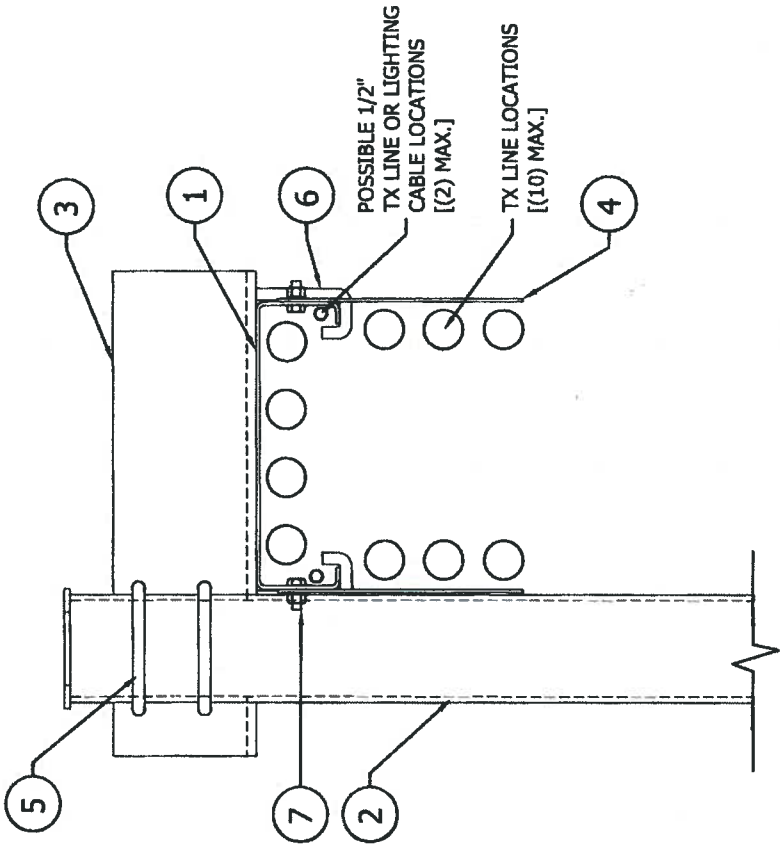 3
1
6
POSSIBLE 1/2"
TX LINE OR LIGHTING
CABLE LOCATIONS
[(2) MAX.]
TX LINE LOCATIONS
[(10) MAX.]
4
5
7
2